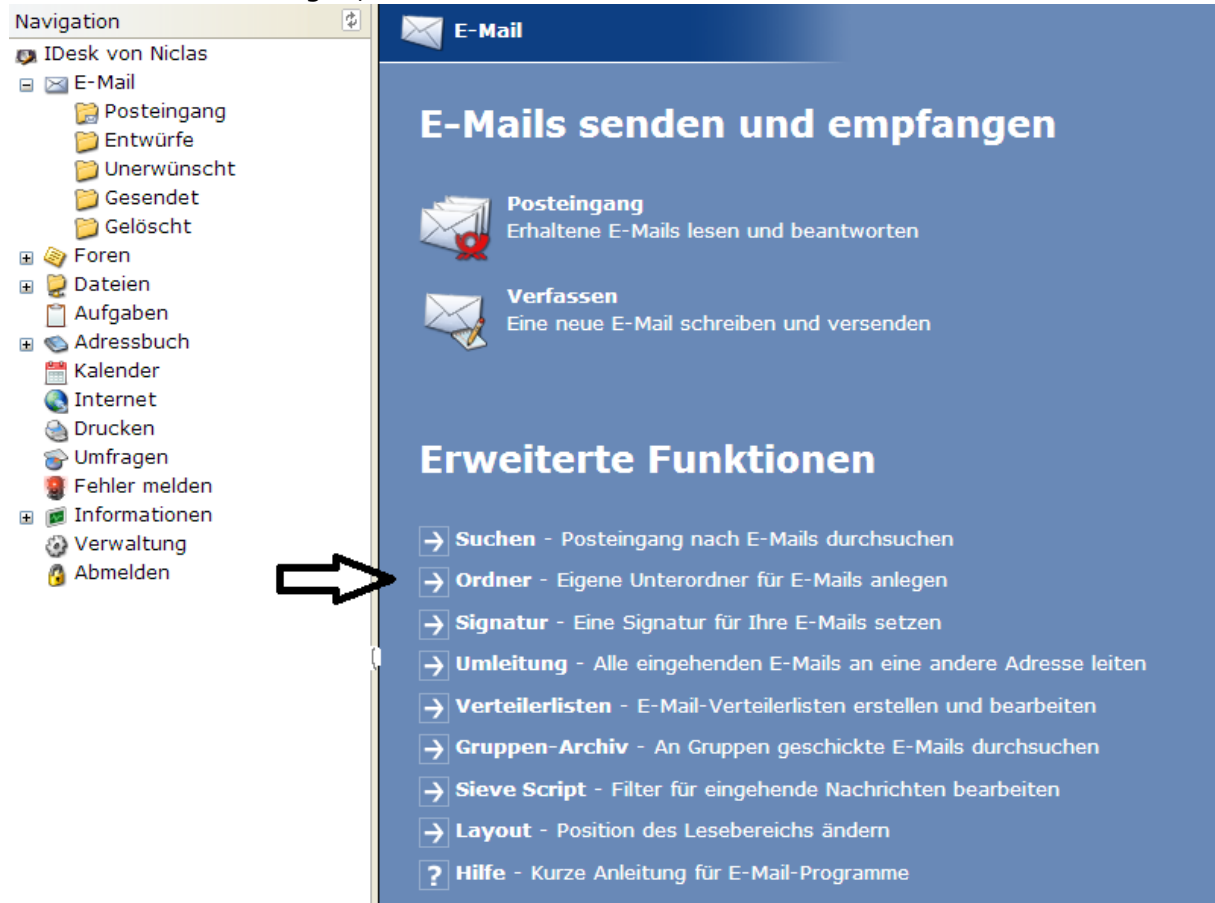 Navigation
IDesk von Niclas
E-Mail
Posteingang
Entwürfe
Unerwünscht
Gesendet
Gelöscht
Foren
Dateien
Aufgaben
Adressbuch
Kalender
Internet
Drucken
Umfragen
Fehler melden
Informationen
Verwaltung
Abmelden
E-Mail
E-Mails senden und empfangen
Posteingang
Erhaltene E-Mails lesen und beantworten
Verfassen
Eine neue E-Mail schreiben und versenden
Erweiterte Funktionen
Suchen - Posteingang nach E-Mails durchsuchen
Ordner - Eigene Unterordner für E-Mails anlegen
Signatur - Eine Signatur für Ihre E-Mails setzen
Umleitung - Alle eingehenden E-Mails an eine andere Adresse leiten
Verteilerlisten - E-Mail-Verteilerlisten erstellen und bearbeiten
Gruppen-Archiv - An Gruppen geschickte E-Mails durchsuchen
Sieve Script - Filter für eingehende Nachrichten bearbeiten
Layout - Position des Lesebereichs ändern
? Hilfe - Kurze Anleitung für E-Mail-Programme